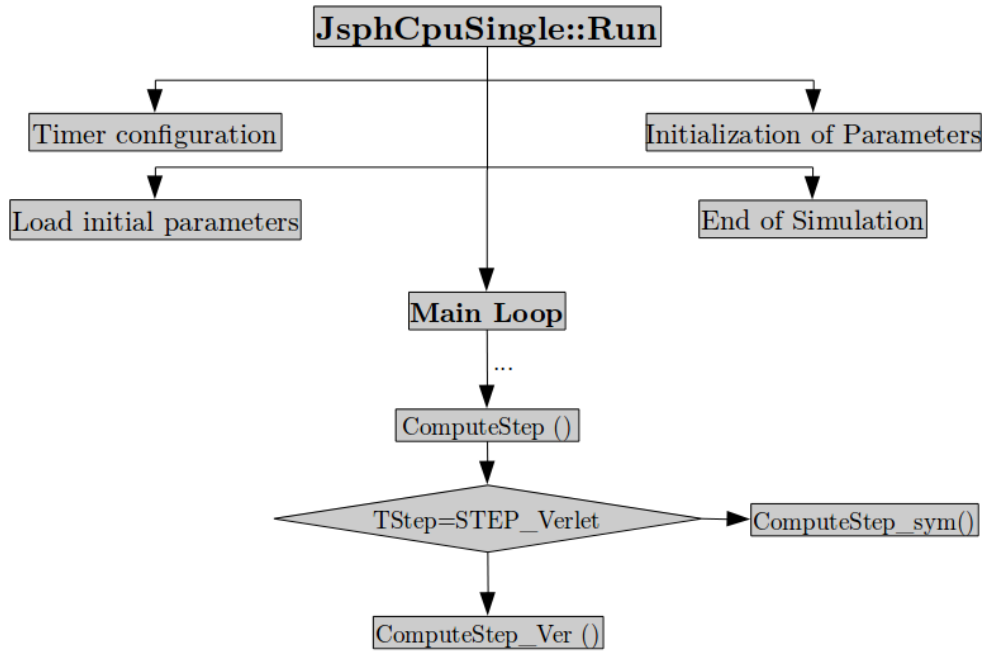 JsphCpuSingle::Run
Timer configuration
Initialization of Parameters
Load initial parameters
End of Simulation
Main Loop
...
ComputeStep ()
TStep=STEP_Verlet
ComputeStep_sym()
ComputeStep_Ver ()